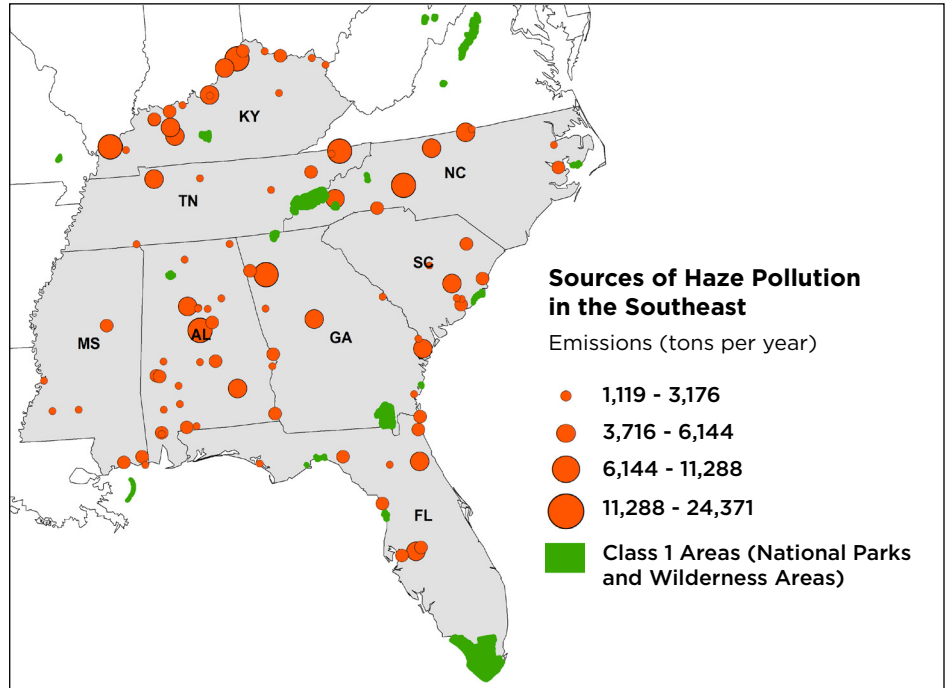 KY
TN
NC
SC
MS
AL
GA
FL
Sources of Haze Pollution
in the Southeast
Emissions (tons per year)
1,119 - 3,176
3,716 - 6,144
6,144 - 11,288
11,288 - 24,371
Class 1 Areas (National Parks
and Wilderness Areas)